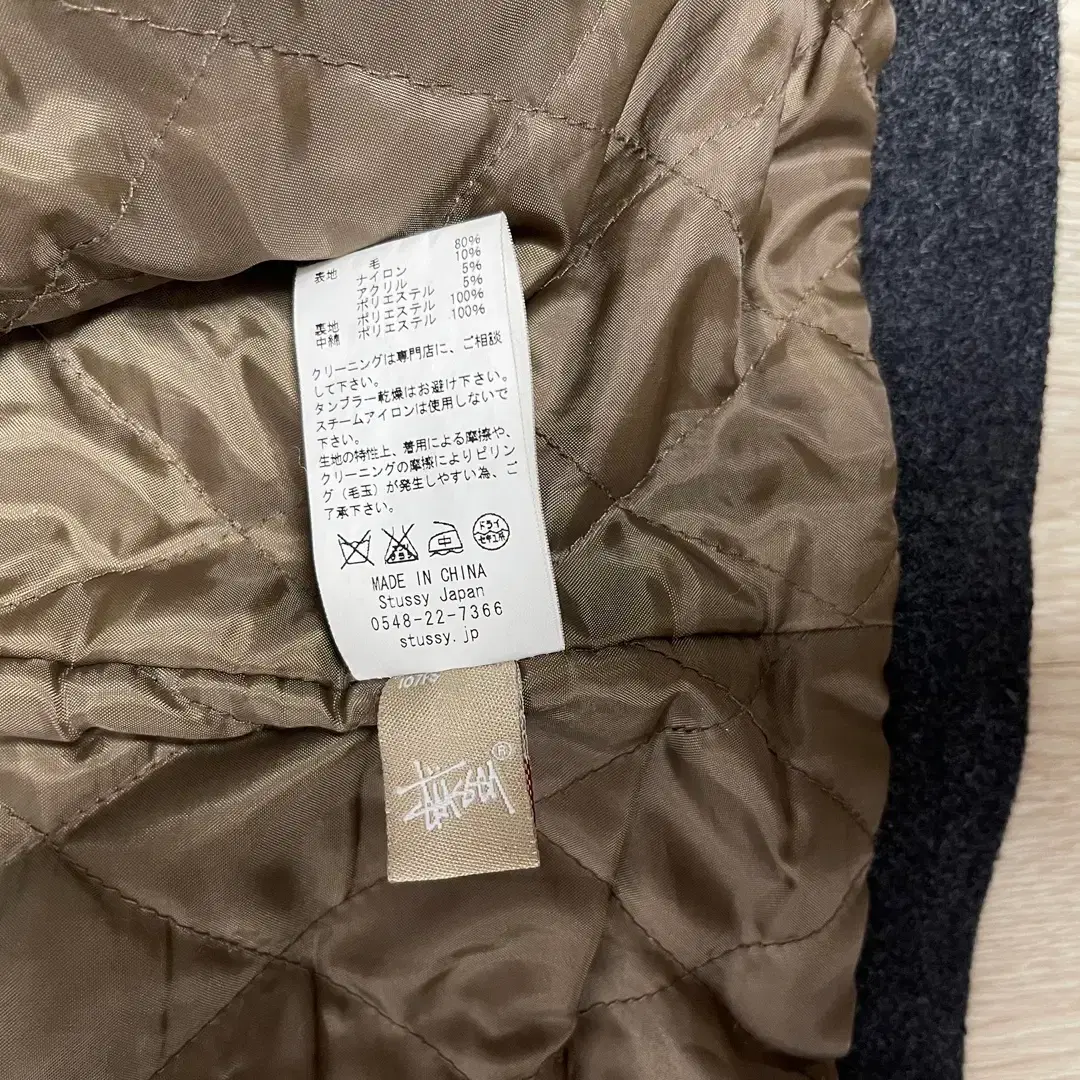 表地 毛 80%
ナイロン 10%
アクリル 5%
ポリエステル 5%
裏地 ポリエステル 100%
中綿 ポリエステル 100%
クリーニングは専門店に、ご相談
して下さい。
タンブラー乾燥はお避け下さい。
スチームアイロンは使用しないで
下さい。
生地の特性上、着用による摩擦や、
クリーニングの摩擦によりピリン
グ（毛玉）が発生しやすい為、ご
了承下さい。
エンソ サラシ 中 ドライ セキユ系
MADE IN CHINA
Stussy Japan
0548-22-7366
stussy.jp
Stüssy ®